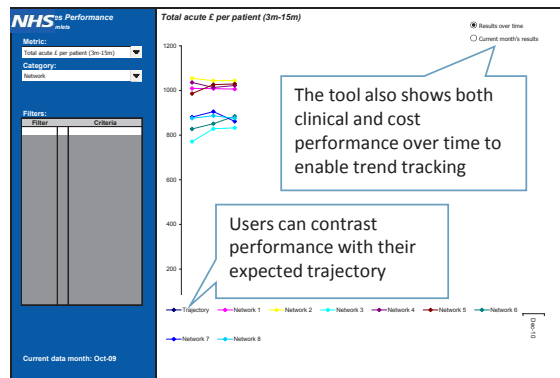 NHS
es Performance
mlets
Metric:
Total acute £ per patient (3m-15m)
Category:
Network
Filters:
Filter Criteria
Current data month: Oct-09
Total acute £ per patient (3m-15m)
Results over time
Current month's results
1200
1000
800
600
400
200
The tool also shows both
clinical and cost
performance over time to
enable trend tracking
Users can contrast
performance with their
expected trajectory
Trajectory Network 1 Network 2 Network 3 Network 4 Network 5 Network 6
Network 7 Network 8
Dec-10